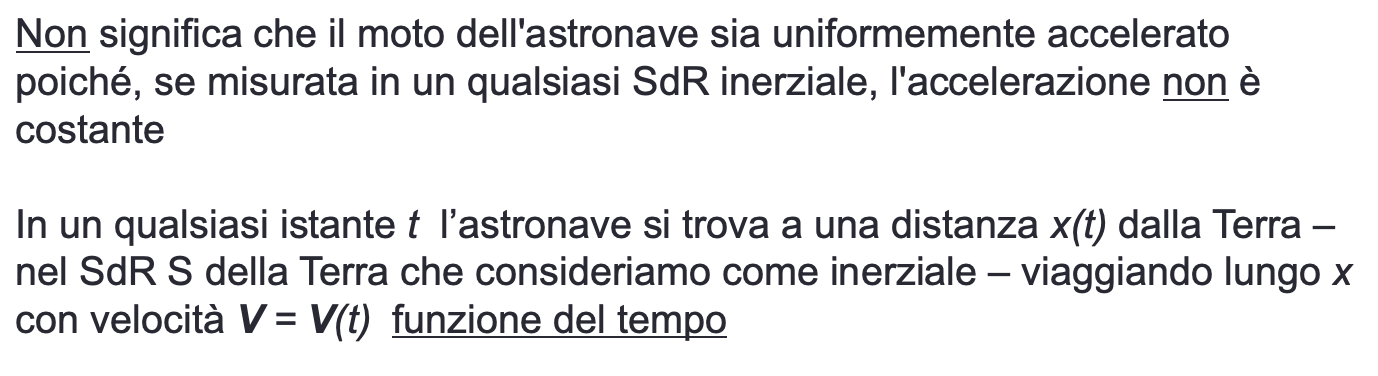 Non significa che il moto dell'astronave sia uniformemente accelerato
poiché, se misurata in un qualsiasi SdR inerziale, l'accelerazione non è
costante
In un qualsiasi istante t l’astronave si trova a una distanza x(t) dalla Terra –
nel SdR S della Terra che consideriamo come inerziale – viaggiando lungo x
con velocità V = V(t) funzione del tempo